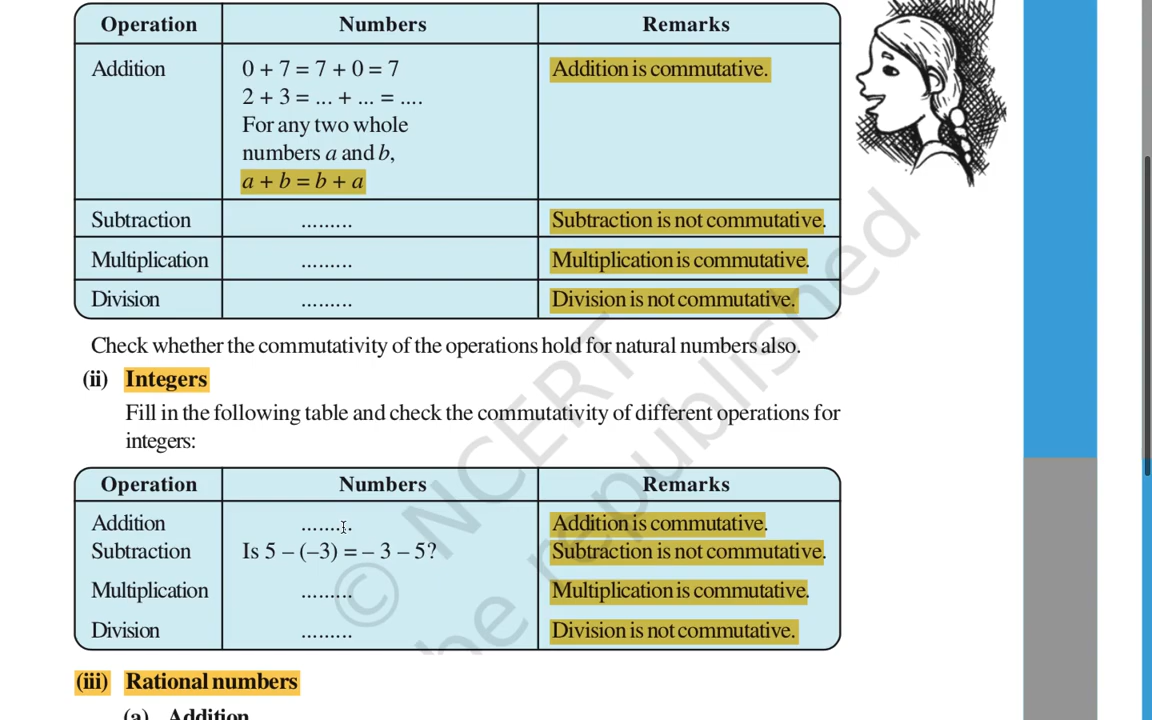 Operation Numbers Remarks
Addition 0 + 7 = 7 + 0 = 7 Addition is commutative.
2 + 3 = ... + ... = ....
For any two whole
numbers a and b,
a + b = b + a
Subtraction ......... Subtraction is not commutative.
Multiplication ......... Multiplication is commutative.
Division ......... Division is not commutative.
Check whether the commutativity of the operations hold for natural numbers also.
(ii) Integers
Fill in the following table and check the commutativity of different operations for
integers:
Operation Numbers Remarks
Addition ......... Addition is commutative.
Subtraction Is 5 – (–3) = – 3 – 5? Subtraction is not commutative.
Multiplication ......... Multiplication is commutative.
Division ......... Division is not commutative.
(iii) Rational numbers
(a) Addition
© NCERT
be republished